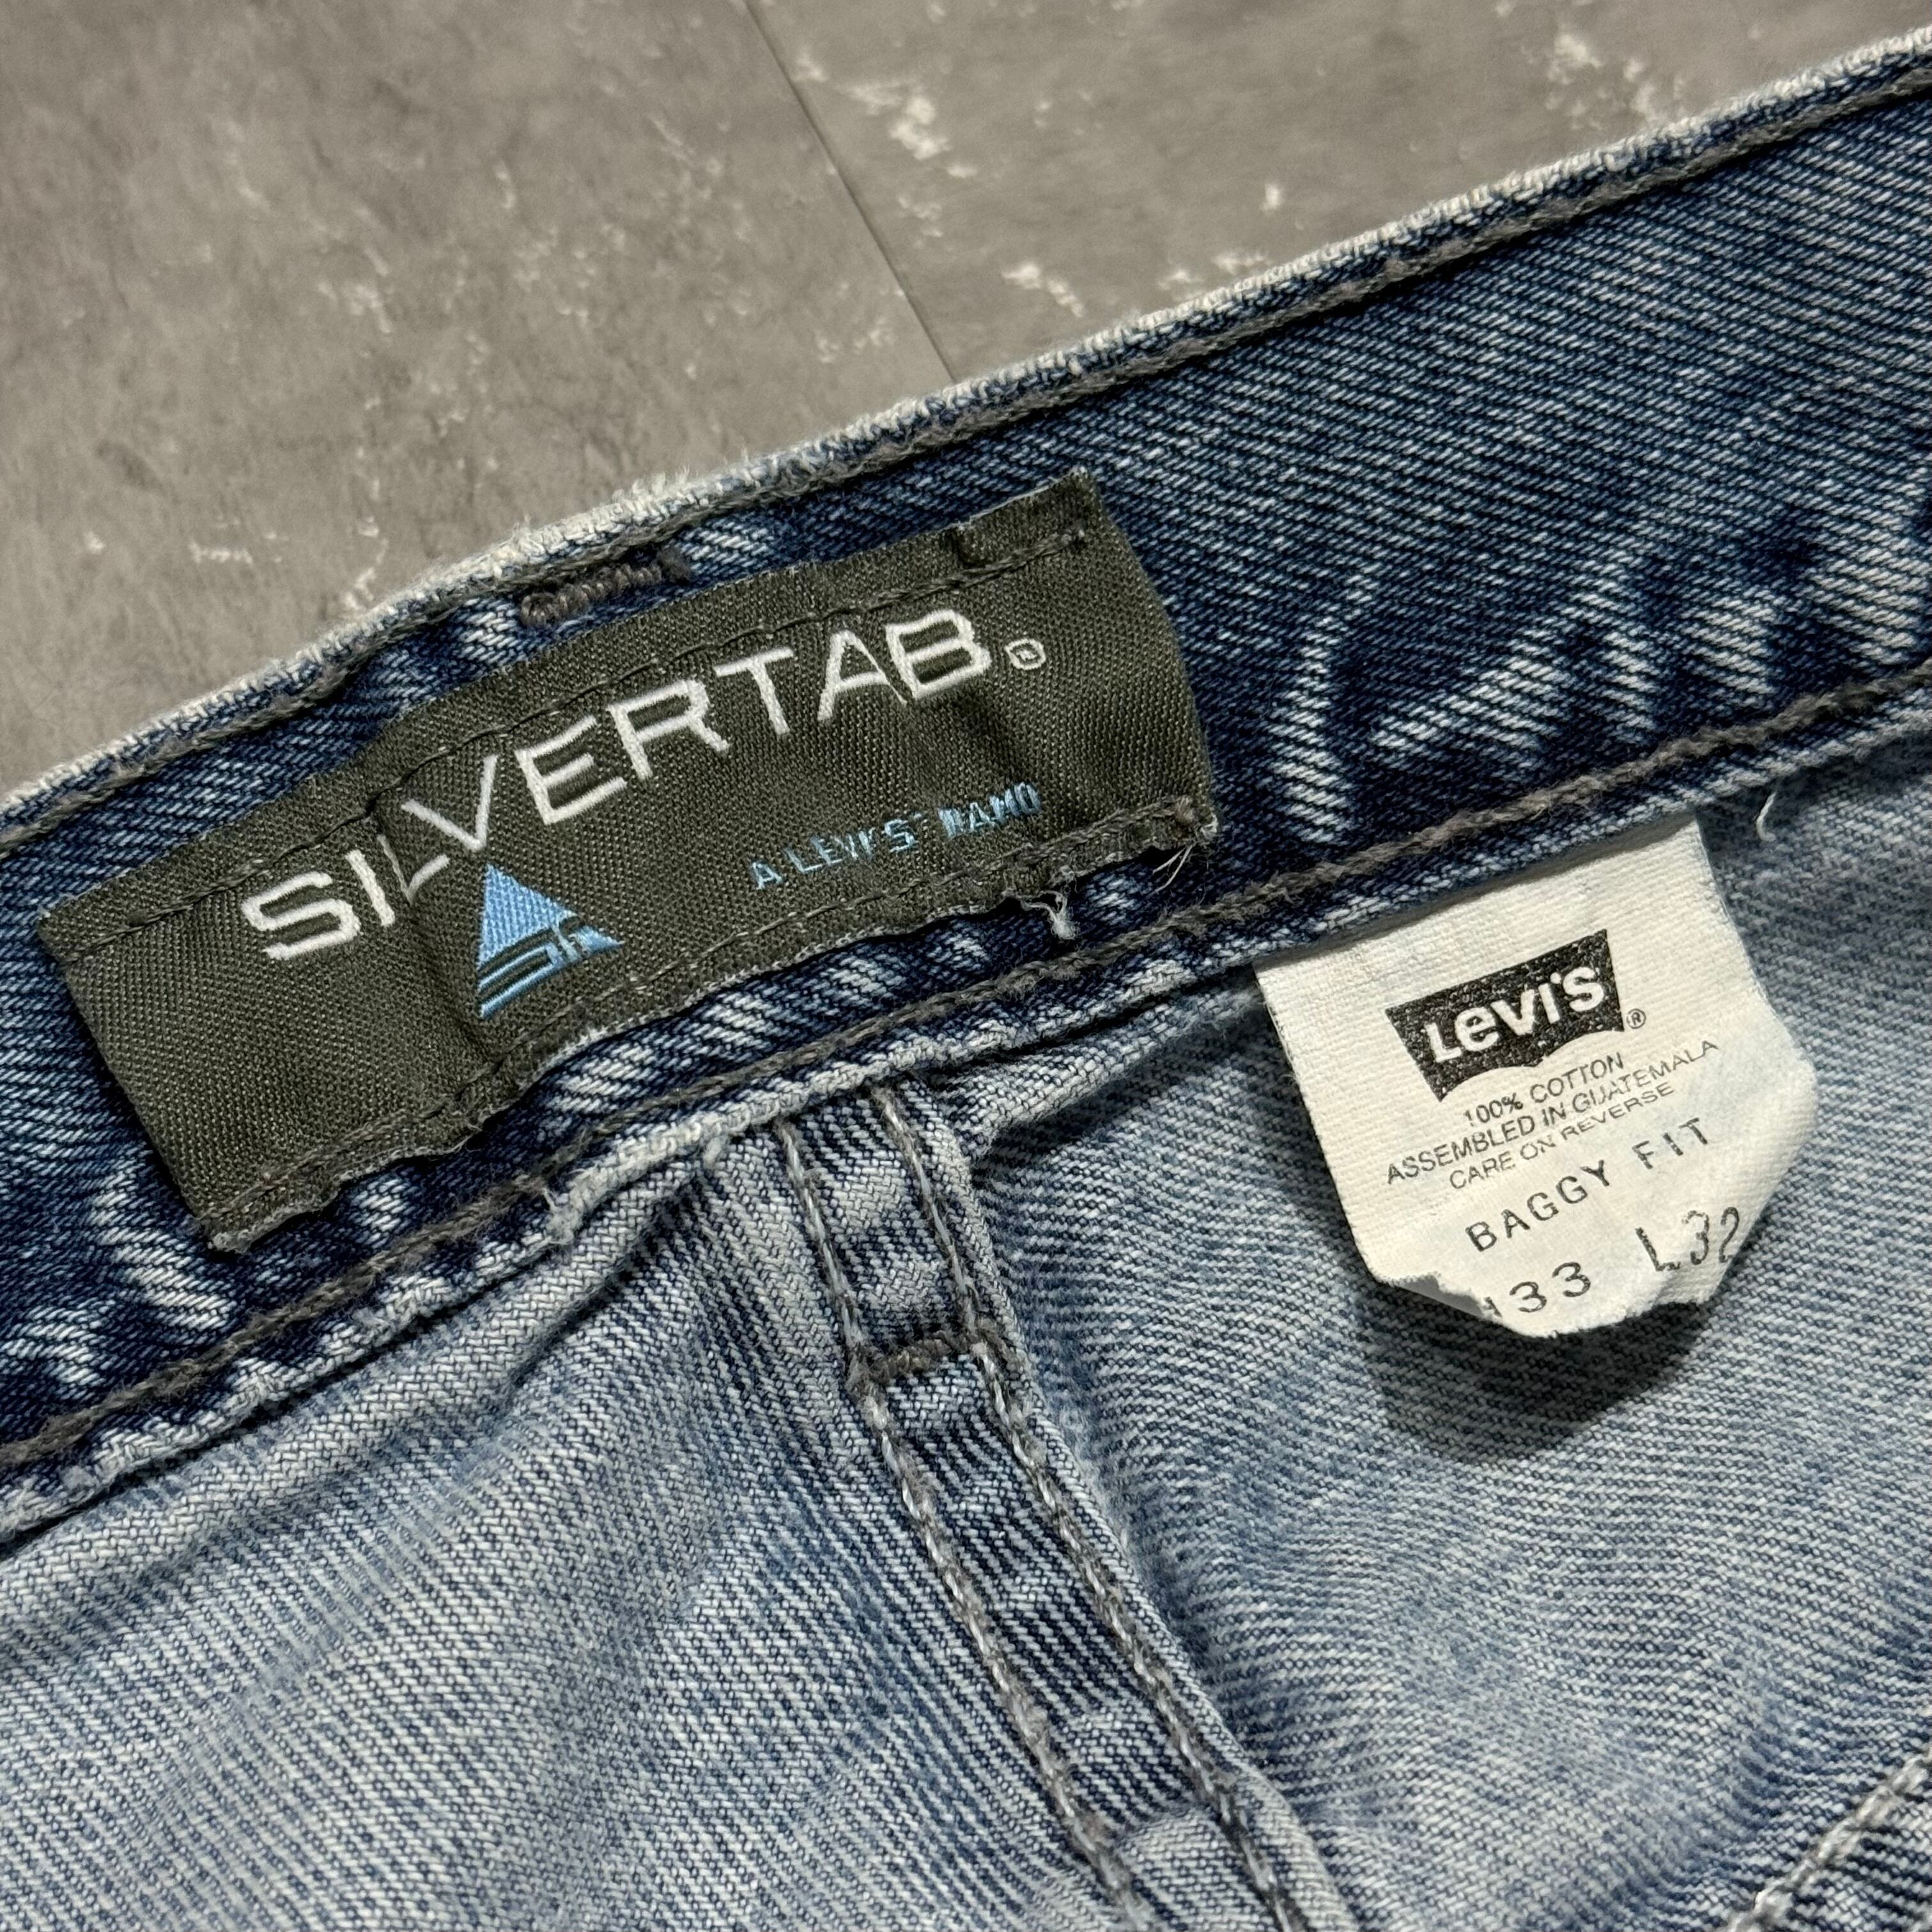 SILVERTAB®
A LEVI'S® BRAND
LEVI'S®
100% COTTON
ASSEMBLED IN GUATEMALA
CARE ON REVERSE
BAGGY FIT
33 L32